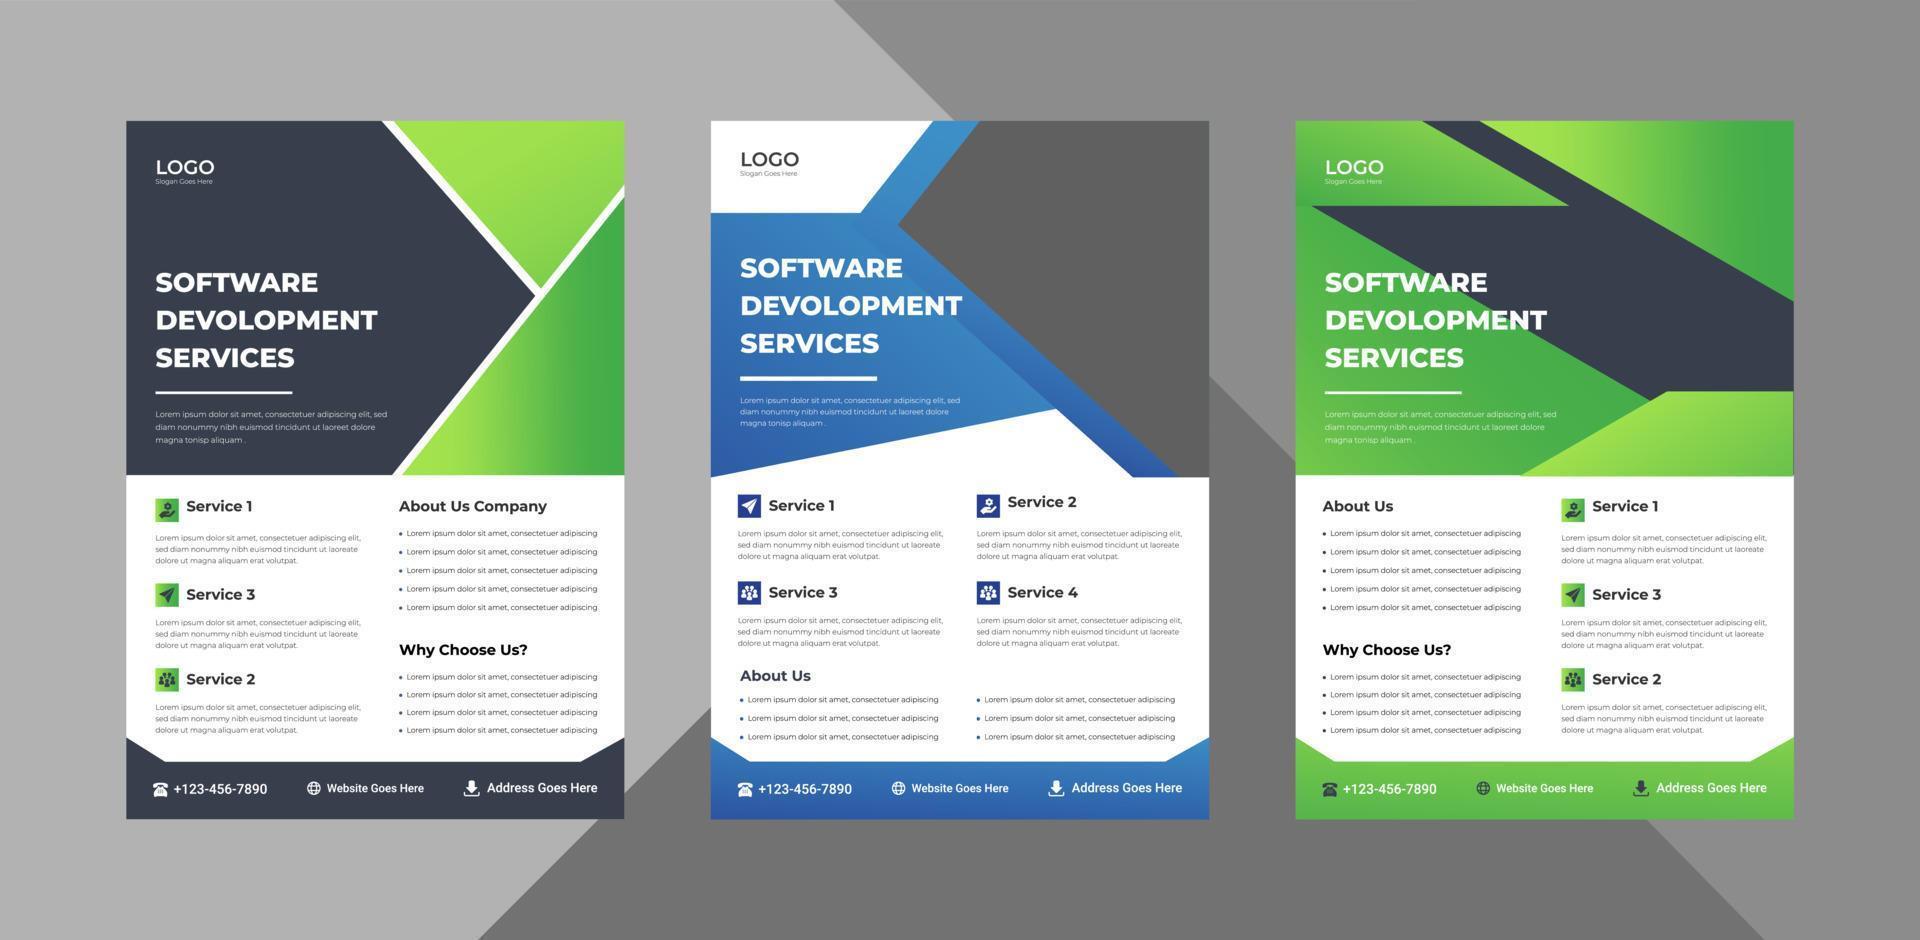 LOGO
Slogan Goes Here
SOFTWARE
DEVOLOPMENT
SERVICES
Lorem ipsum dolor sit amet, consectetuer adipiscing elit, sed
diam nonummy nibh euismod tincidunt ut laoreet dolore
magna tonisp aliquam .
Service 1
Lorem ipsum dolor sit amet, consectetuer adipiscing elit,
sed diam nonummy nibh euismod tincidunt ut laoreate
dolore ut magna aliquam erat volutpat.
Service 3
Lorem ipsum dolor sit amet, consectetuer adipiscing elit,
sed diam nonummy nibh euismod tincidunt ut laoreate
dolore ut magna aliquam erat volutpat.
Service 2
Lorem ipsum dolor sit amet, consectetuer adipiscing elit,
sed diam nonummy nibh euismod tincidunt ut laoreate
dolore ut magna aliquam erat volutpat.
About Us Company
Lorem ipsum dolor sit amet, consectetuer adipiscing
Lorem ipsum dolor sit amet, consectetuer adipiscing
Lorem ipsum dolor sit amet, consectetuer adipiscing
Lorem ipsum dolor sit amet, consectetuer adipiscing
Lorem ipsum dolor sit amet, consectetuer adipiscing
Why Choose Us?
Lorem ipsum dolor sit amet, consectetuer adipiscing
Lorem ipsum dolor sit amet, consectetuer adipiscing
Lorem ipsum dolor sit amet, consectetuer adipiscing
Lorem ipsum dolor sit amet, consectetuer adipiscing
+123-456-7890
Website Goes Here
Address Goes Here
LOGO
Slogan Goes Here
SOFTWARE
DEVOLOPMENT
SERVICES
Lorem ipsum dolor sit amet, consectetuer adipiscing elit, sed
diam nonummy nibh euismod tincidunt ut laoreet dolore
magna tonisp aliquam .
Service 1
Lorem ipsum dolor sit amet, consectetuer adipiscing elit,
sed diam nonummy nibh euismod tincidunt ut laoreate
dolore ut magna aliquam erat volutpat.
Service 2
Lorem ipsum dolor sit amet, consectetuer adipiscing elit,
sed diam nonummy nibh euismod tincidunt ut laoreate
dolore ut magna aliquam erat volutpat.
Service 3
Lorem ipsum dolor sit amet, consectetuer adipiscing elit,
sed diam nonummy nibh euismod tincidunt ut laoreate
dolore ut magna aliquam erat volutpat.
Service 4
Lorem ipsum dolor sit amet, consectetuer adipiscing elit,
sed diam nonummy nibh euismod tincidunt ut laoreate
dolore ut magna aliquam erat volutpat.
About Us
Lorem ipsum dolor sit amet, consectetuer adipiscing
Lorem ipsum dolor sit amet, consectetuer adipiscing
Lorem ipsum dolor sit amet, consectetuer adipiscing
Lorem ipsum dolor sit amet, consectetuer adipiscing
Lorem ipsum dolor sit amet, consectetuer adipiscing
Lorem ipsum dolor sit amet, consectetuer adipiscing
+123-456-7890
Website Goes Here
Address Goes Here
LOGO
Slogan Goes Here
SOFTWARE
DEVOLOPMENT
SERVICES
Lorem ipsum dolor sit amet, consectetuer adipiscing elit, sed
diam nonummy nibh euismod tincidunt ut laoreet dolore
magna tonisp aliquam .
About Us
Lorem ipsum dolor sit amet, consectetuer adipiscing
Lorem ipsum dolor sit amet, consectetuer adipiscing
Lorem ipsum dolor sit amet, consectetuer adipiscing
Lorem ipsum dolor sit amet, consectetuer adipiscing
Lorem ipsum dolor sit amet, consectetuer adipiscing
Why Choose Us?
Lorem ipsum dolor sit amet, consectetuer adipiscing
Lorem ipsum dolor sit amet, consectetuer adipiscing
Lorem ipsum dolor sit amet, consectetuer adipiscing
Lorem ipsum dolor sit amet, consectetuer adipiscing
Service 1
Lorem ipsum dolor sit amet, consectetuer adipiscing elit,
sed diam nonummy nibh euismod tincidunt ut laoreate
dolore ut magna aliquam erat volutpat.
Service 3
Lorem ipsum dolor sit amet, consectetuer adipiscing elit,
sed diam nonummy nibh euismod tincidunt ut laoreate
dolore ut magna aliquam erat volutpat.
Service 2
Lorem ipsum dolor sit amet, consectetuer adipiscing elit,
sed diam nonummy nibh euismod tincidunt ut laoreate
dolore ut magna aliquam erat volutpat.
+123-456-7890
Website Goes Here
Address Goes Here